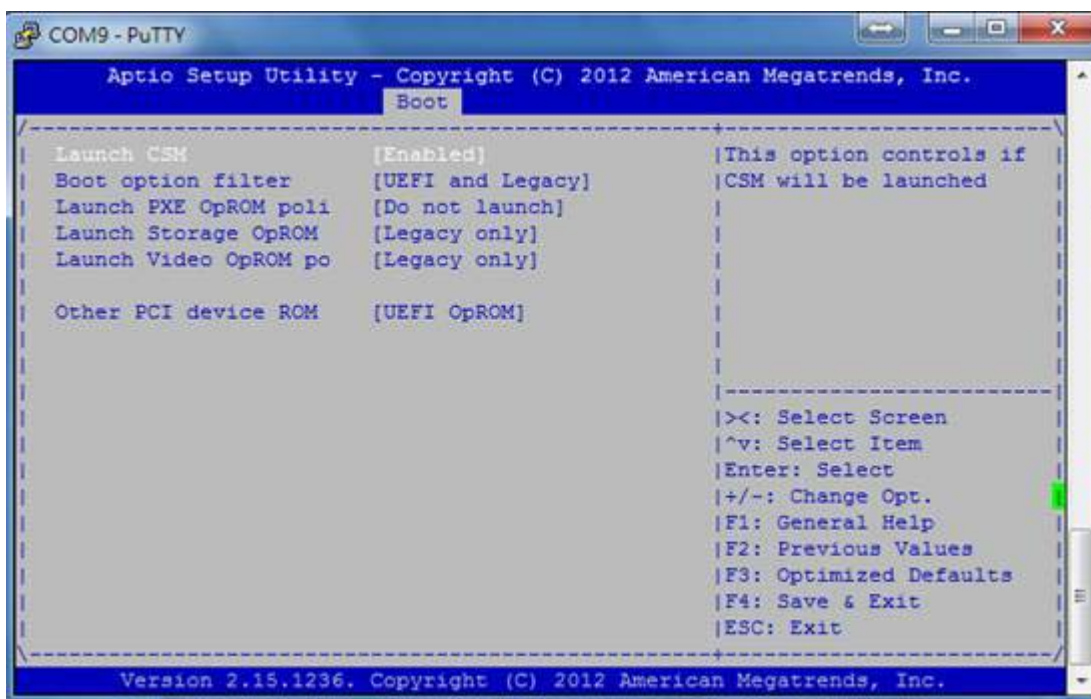 COM9 - PuTTY
Aptio Setup Utility - Copyright (C) 2012 American Megatrends, Inc.
Boot
Launch CSM [Enabled]
Boot option filter [UEFI and Legacy]
Launch PXE OpROM poli [Do not launch]
Launch Storage OpROM [Legacy only]
Launch Video OpROM po [Legacy only]
Other PCI device ROM [UEFI OpROM]
This option controls if
CSM will be launched
><: Select Screen
^v: Select Item
Enter: Select
+/-: Change Opt.
F1: General Help
F2: Previous Values
F3: Optimized Defaults
F4: Save & Exit
ESC: Exit
Version 2.15.1236. Copyright (C) 2012 American Megatrends, Inc.